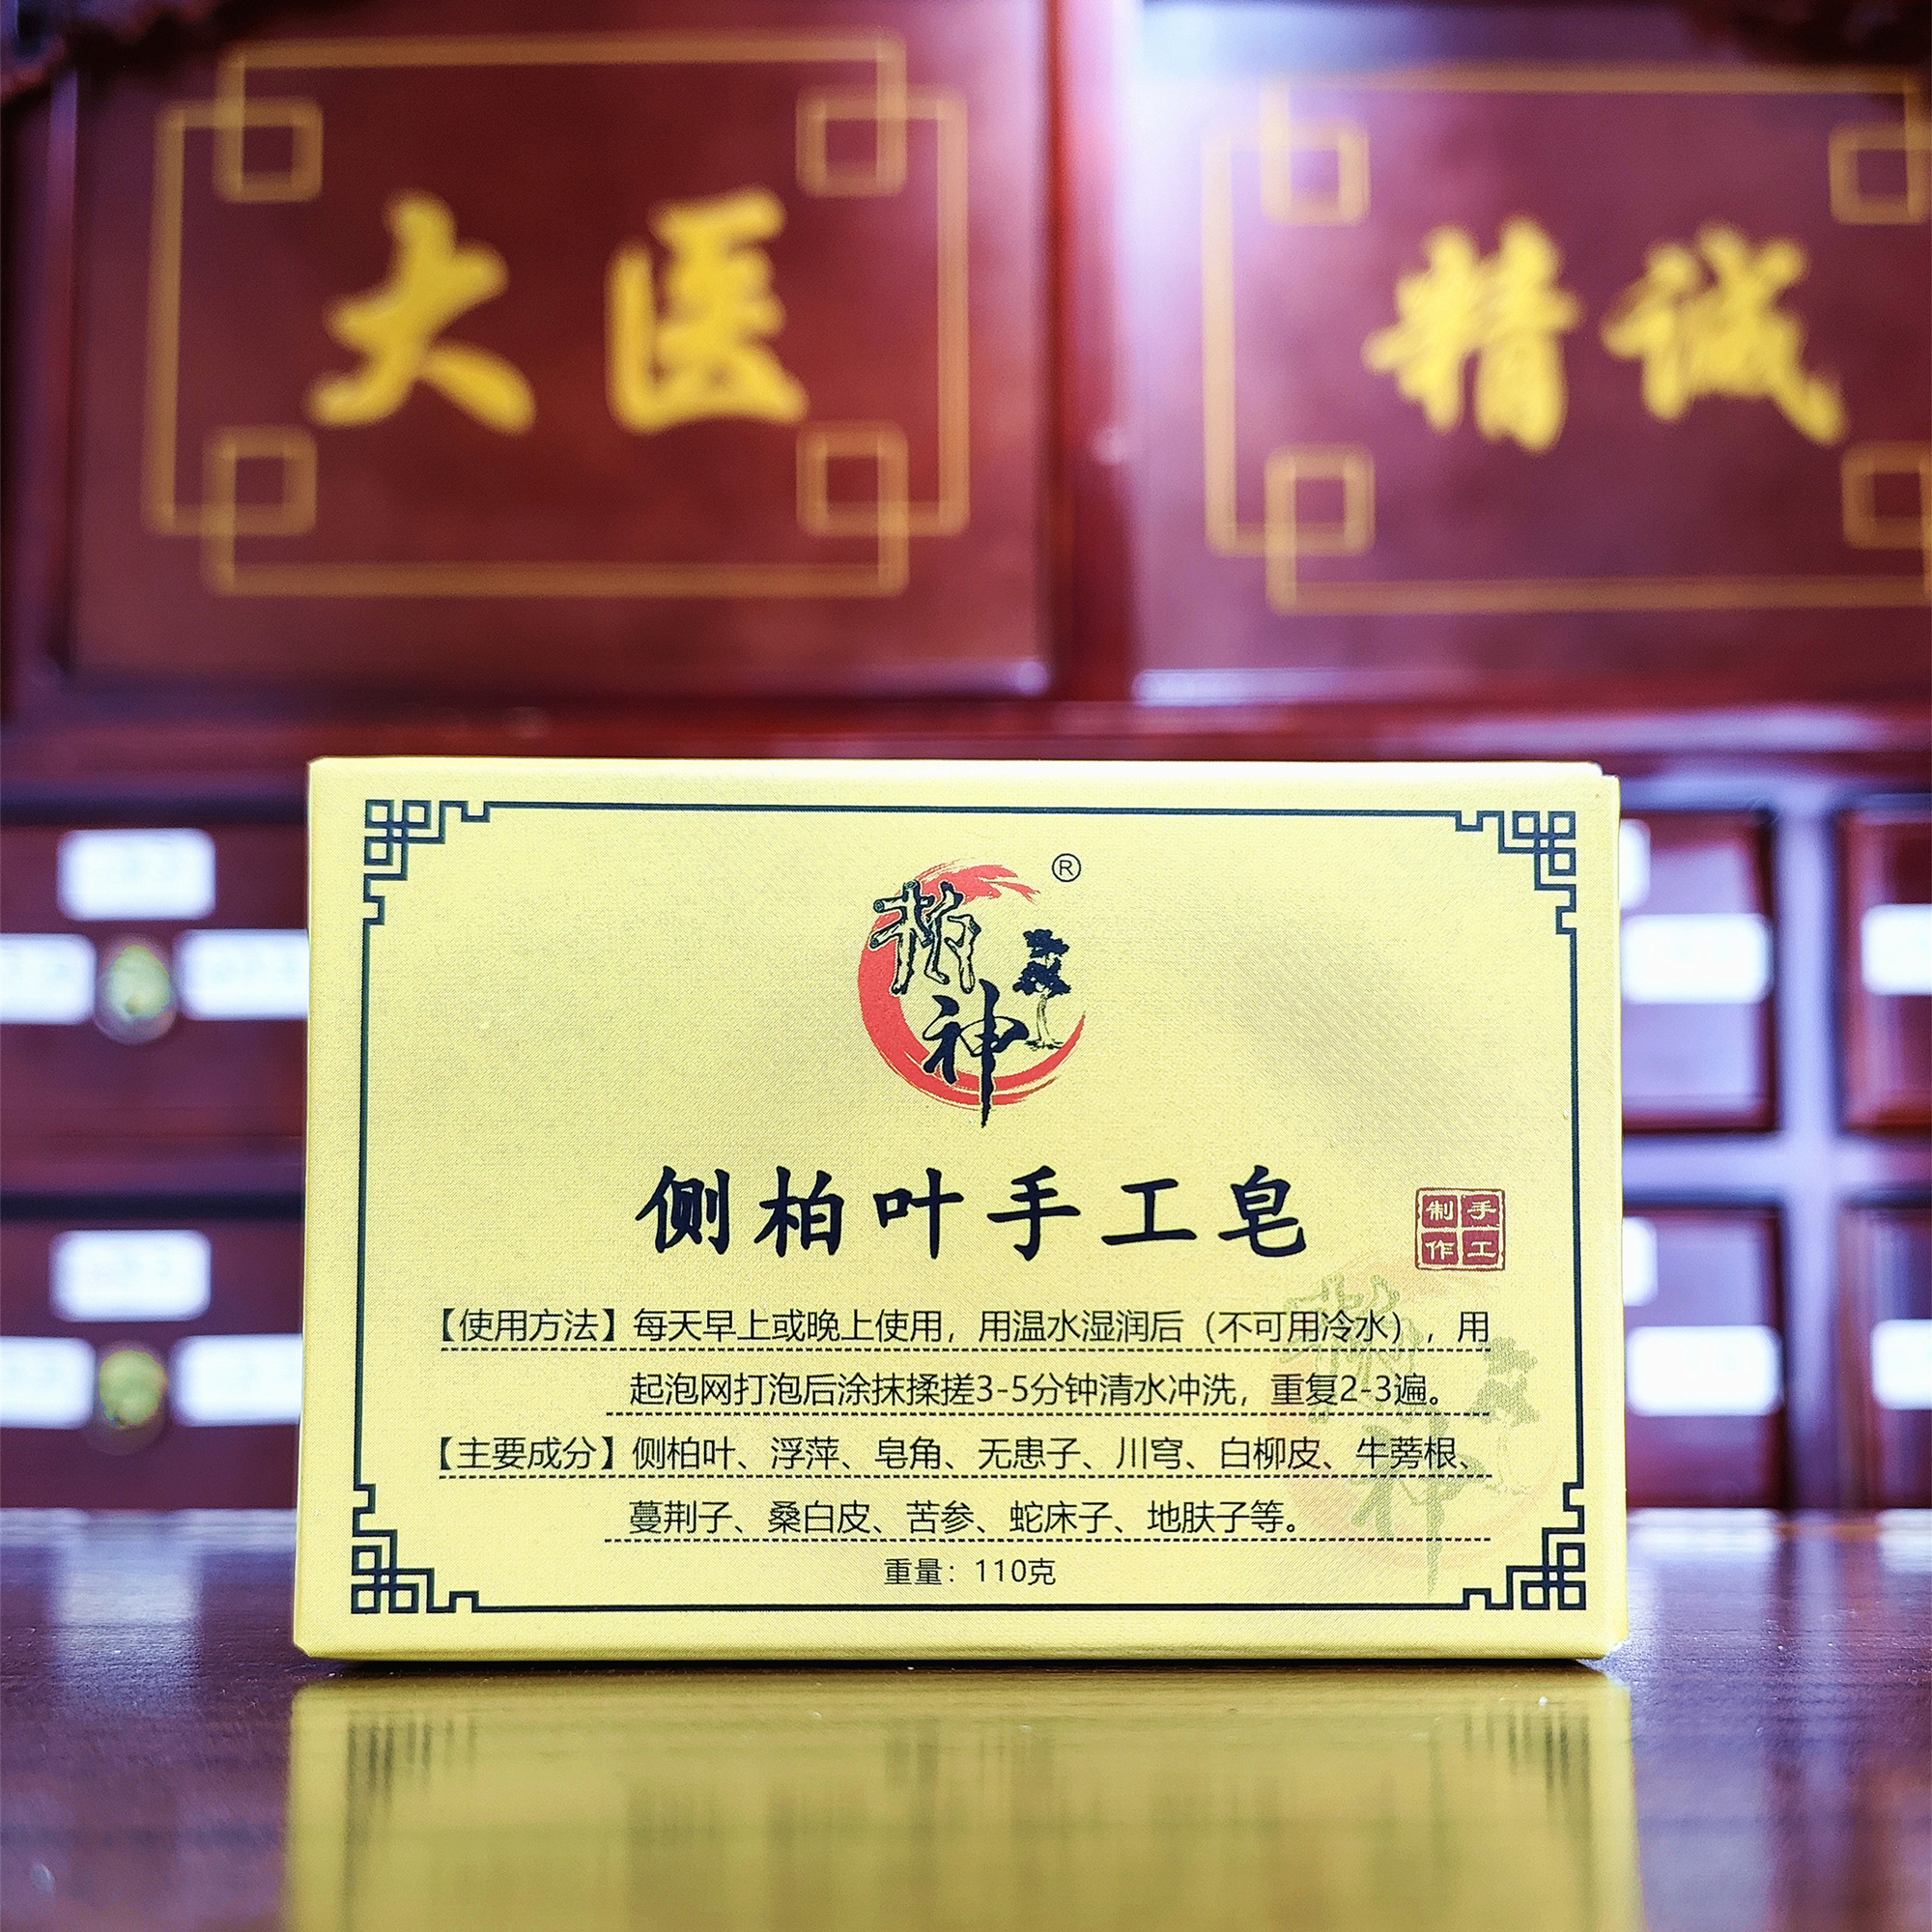 大医
精诚
柏神
®
侧柏叶手工皂
手工
制作
【使用方法】每天早上或晚上使用，用温水湿润后（不可用冷水），用
起泡网打泡后涂抹揉搓3-5分钟清水冲洗，重复2-3遍。
【主要成分】侧柏叶、浮萍、皂角、无患子、川穹、白柳皮、牛蒡根、
蔓荆子、桑白皮、苦参、蛇床子、地肤子等。
重量：110克